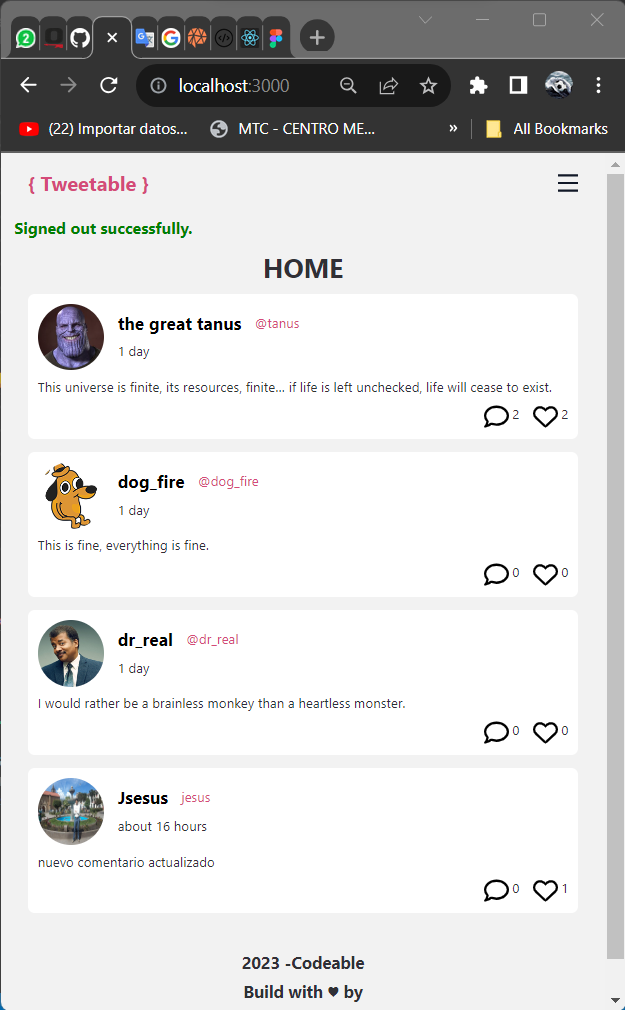 2
localhost:3000
(22) Importar datos...
MTC - CENTRO ME...
»
All Bookmarks
{ Tweetable }
Signed out successfully.
HOME
the great tanus @tanus
1 day
This universe is finite, its resources, finite... if life is left unchecked, life will cease to exist.
2 2
dog_fire @dog_fire
1 day
This is fine, everything is fine.
0 0
dr_real @dr_real
1 day
I would rather be a brainless monkey than a heartless monster.
0 0
Jsesus jesus
about 16 hours
nuevo comentario actualizado
0 1
2023 -Codeable
Build with ♥ by